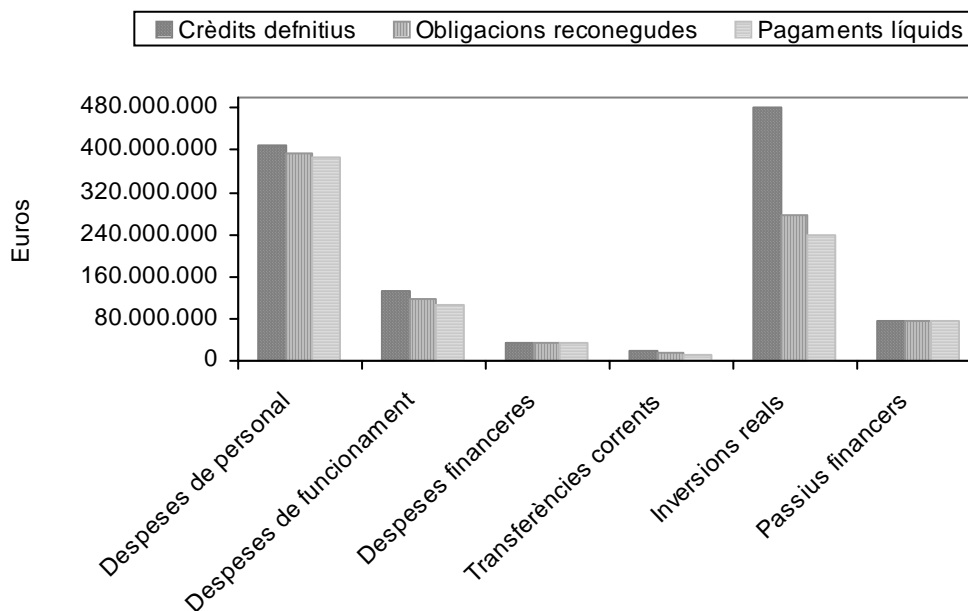 Crèdits defnitius Obligacions reconegudes Pagaments líquids
480.000.000
400.000.000
320.000.000
240.000.000
160.000.000
80.000.000
0
Euros
Despeses de personal
Despeses de funcionament
Despeses financeres
Transferències corrents
Inversions reals
Passius financers